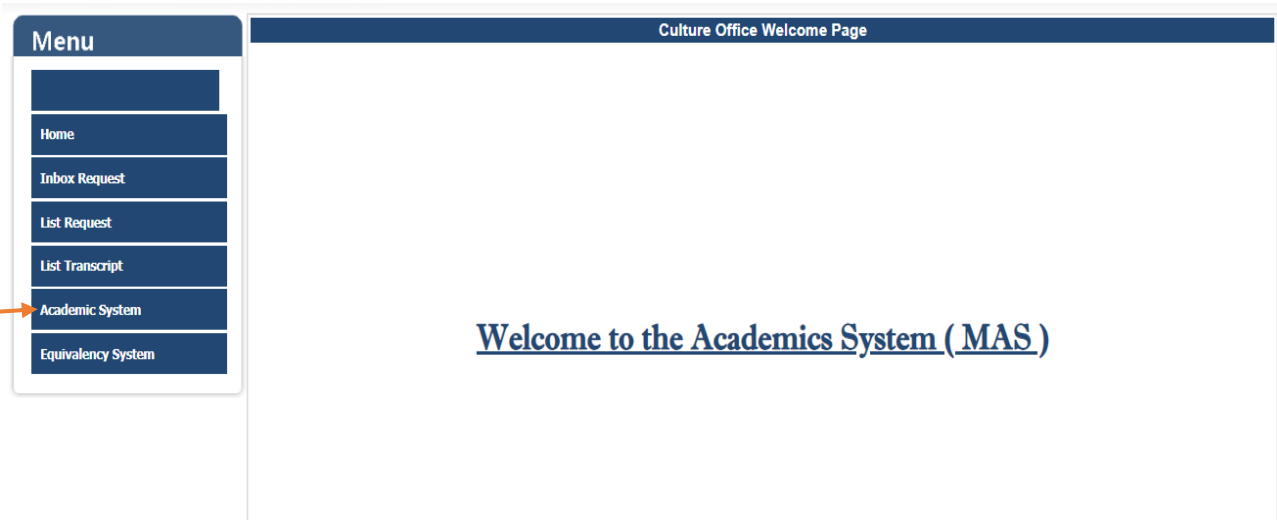 Menu
Culture Office Welcome Page
Home
Inbox Request
List Request
List Transcript
Academic System
Equivalency System
Welcome to the Academics System ( MAS )